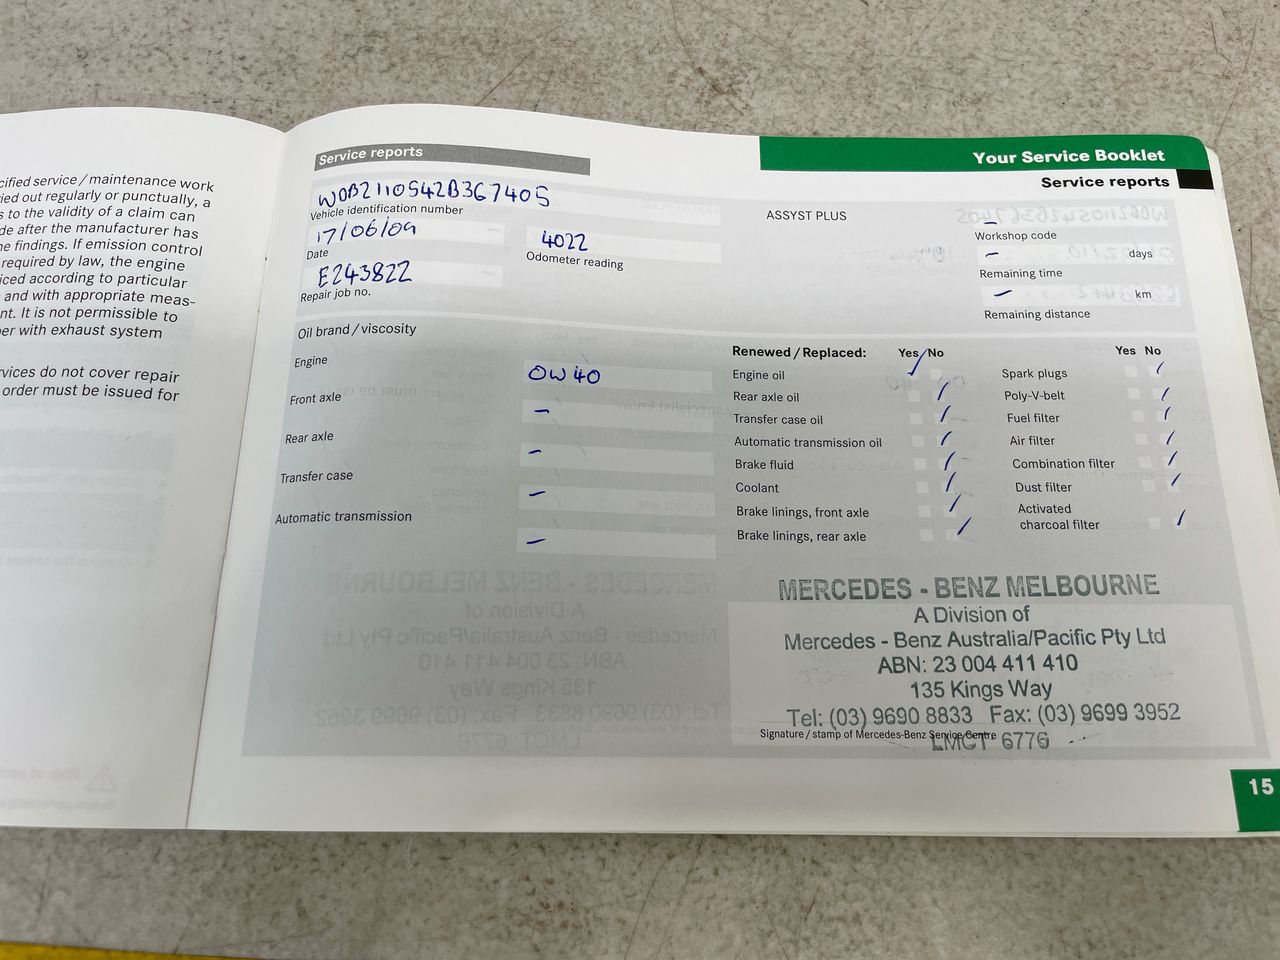 cified service / maintenance work
ried out regularly or punctually, a
s to the validity of a claim can
de after the manufacturer has
he findings. If emission control
required by law, the engine
iced according to particular
and with appropriate meas-
nt. It is not permissible to
per with exhaust system
rvices do not cover repair
order must be issued for
Service reports
Your Service Booklet
Service reports
WDB2110542B367405
Vehicle identification number
17/06/09
Date
4022
Odometer reading
E243822
Repair job no.
ASSYST PLUS
–
Workshop code
– days
Remaining time
– km
Remaining distance
Oil brand / viscosity
Engine
0W40
Front axle
–
Rear axle
–
Transfer case
–
Automatic transmission
–
Renewed / Replaced: Yes No
Engine oil
Rear axle oil
Transfer case oil
Automatic transmission oil
Brake fluid
Coolant
Brake linings, front axle
Brake linings, rear axle
Yes No
Spark plugs
Poly-V-belt
Fuel filter
Air filter
Combination filter
Dust filter
Activated
charcoal filter
MERCEDES - BENZ MELBOURNE
A Division of
Mercedes - Benz Australia/Pacific Pty Ltd
ABN: 23 004 411 410
135 Kings Way
Tel: (03) 9690 8833 Fax: (03) 9699 3952
Signature / stamp of Mercedes-Benz Service Centre
LMCT 6776
15